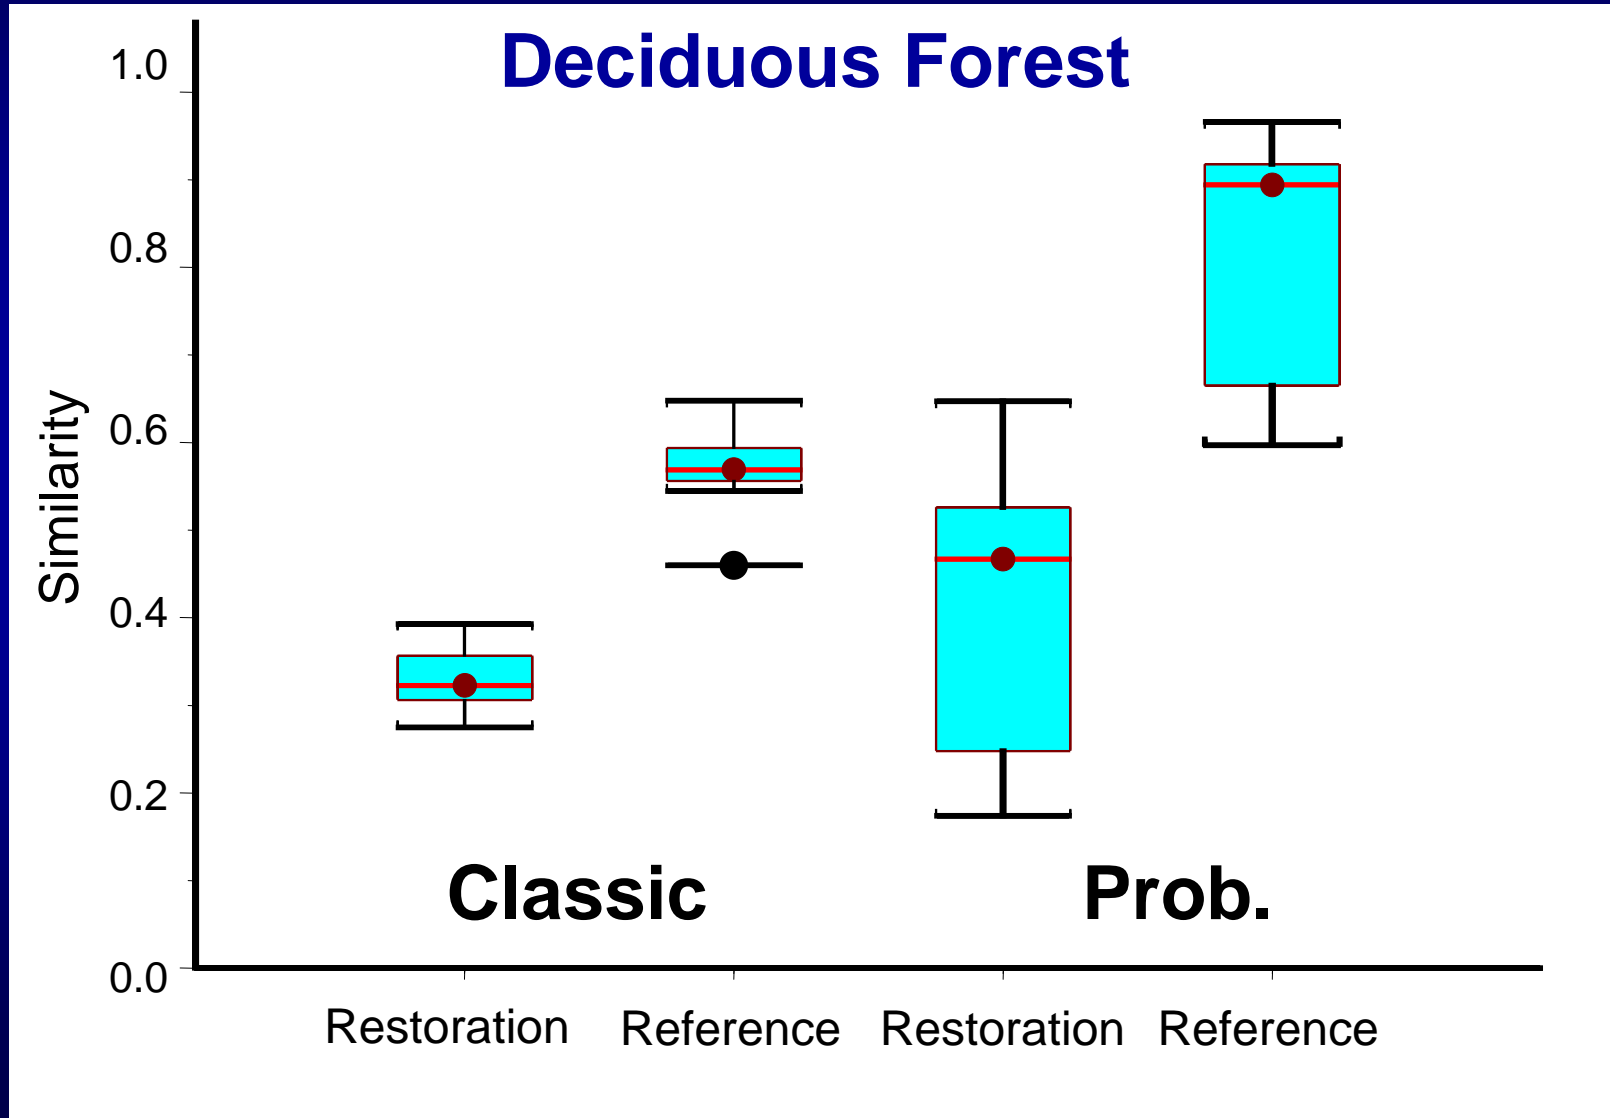 Deciduous Forest
1.0
0.8
0.6
0.4
0.2
0.0
Similarity
Classic
Prob.
Restoration Reference Restoration Reference